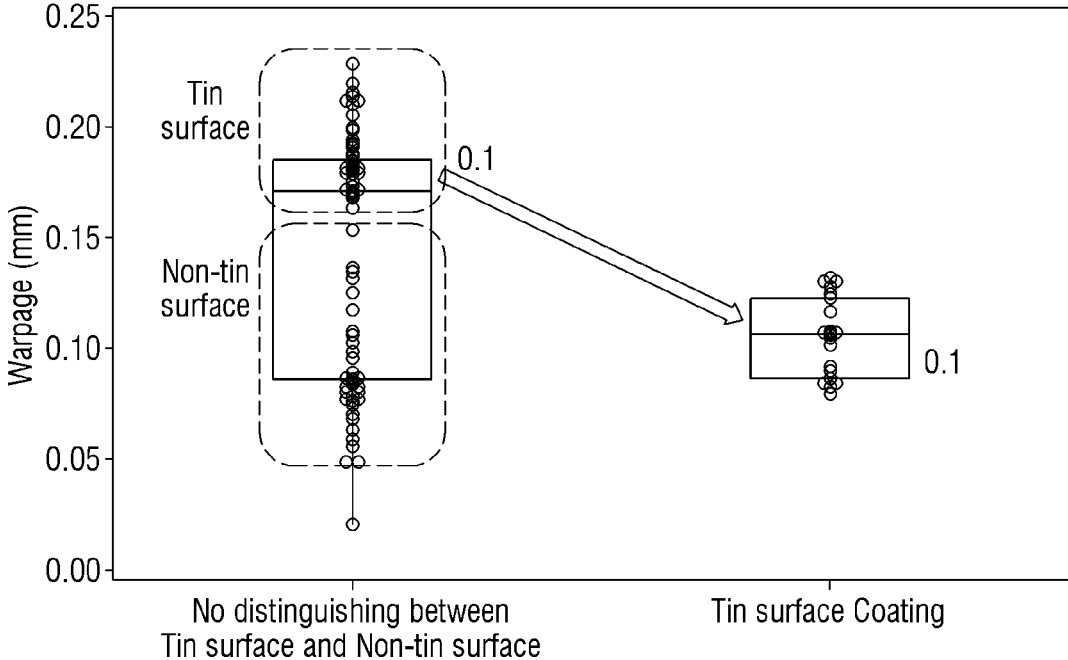 0.25
0.20
0.15
0.10
0.05
0.00
Warpage (mm)
Tin
surface
0.1
Non-tin
surface
0.1
No distinguishing between
Tin surface and Non-tin surface
Tin surface Coating